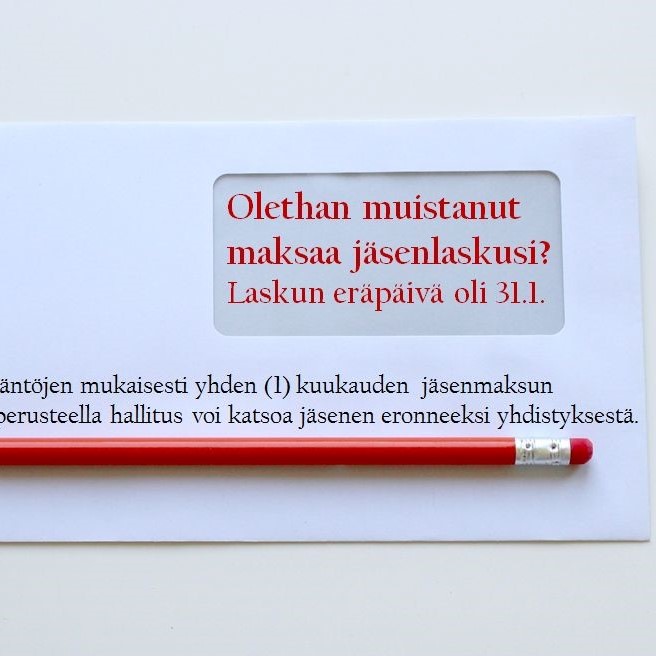 Olethan muistanut
maksaa jäsenlaskusi?
Laskun eräpäivä oli 31.1.
äntöjen mukaisesti yhden (1) kuukauden jäsenmaksun
perusteella hallitus voi katsoa jäsenen eronneeksi yhdistyksestä.